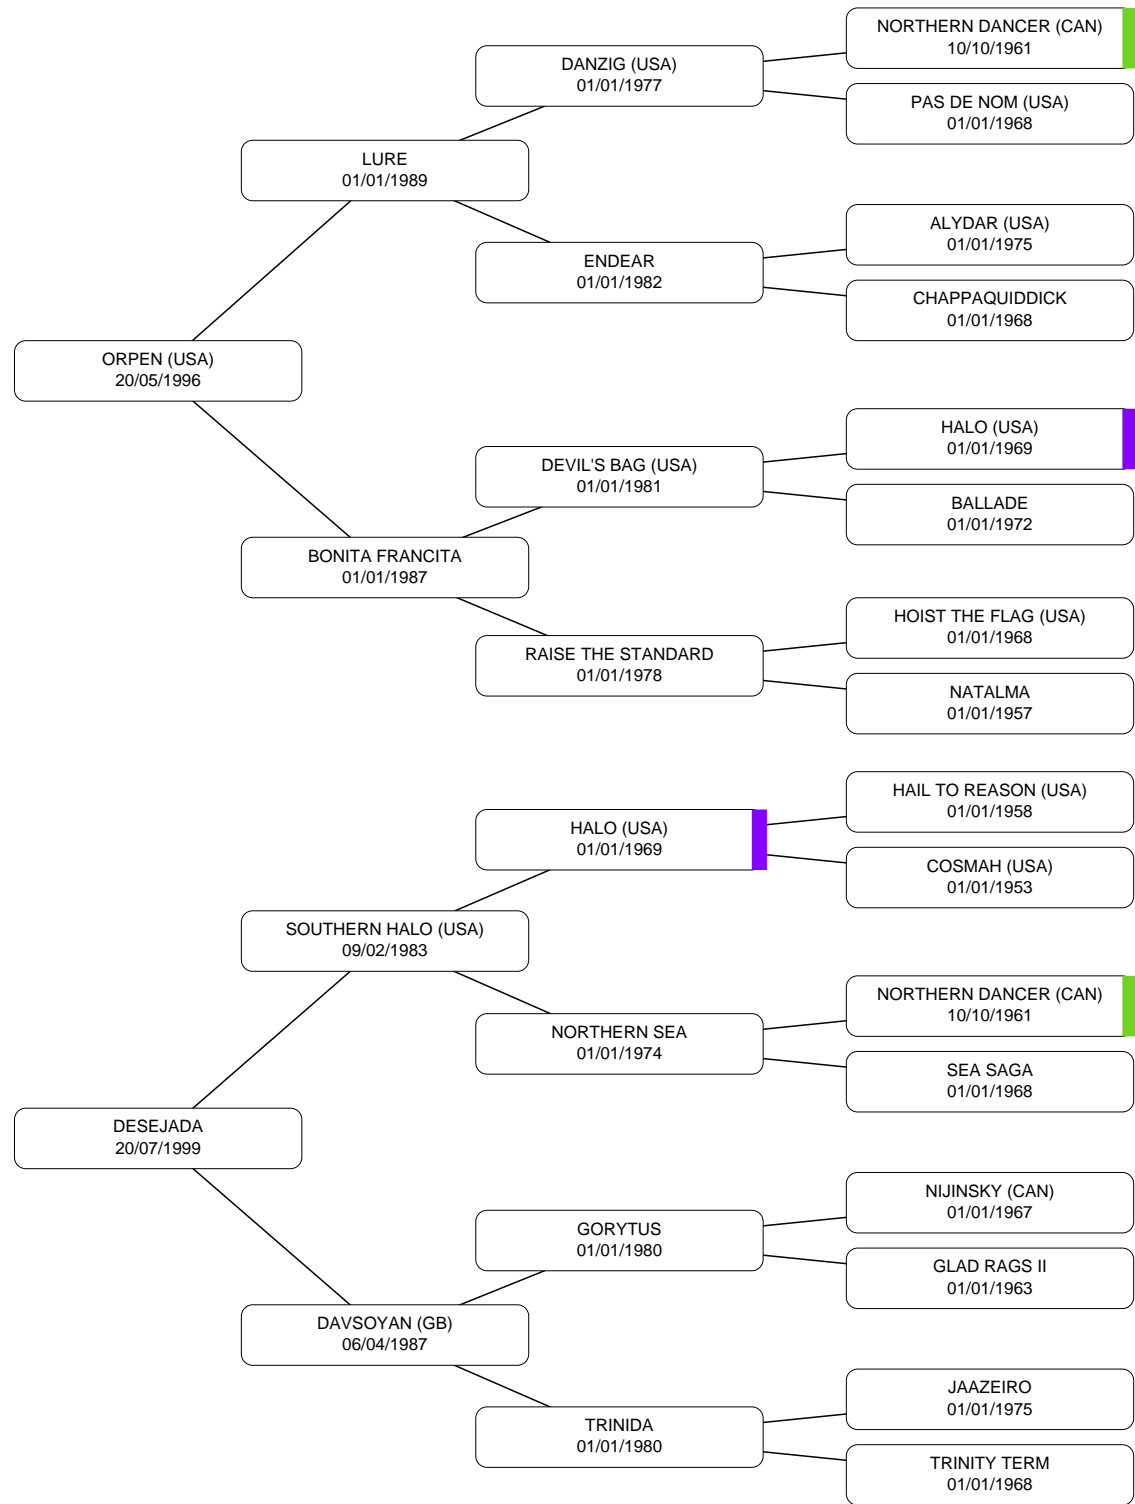 NORTHERN DANCER (CAN)
10/10/1961
DANZIG (USA)
01/01/1977
PAS DE NOM (USA)
01/01/1968
LURE
01/01/1989
ALYDAR (USA)
01/01/1975
ENDEAR
01/01/1982
CHAPPAQUIDDICK
01/01/1968
ORPEN (USA)
20/05/1996
HALO (USA)
01/01/1969
DEVIL'S BAG (USA)
01/01/1981
BALLADE
01/01/1972
BONITA FRANCITA
01/01/1987
HOIST THE FLAG (USA)
01/01/1968
RAISE THE STANDARD
01/01/1978
NATALMA
01/01/1957
HAIL TO REASON (USA)
01/01/1958
HALO (USA)
01/01/1969
COSMAH (USA)
01/01/1953
SOUTHERN HALO (USA)
09/02/1983
NORTHERN DANCER (CAN)
10/10/1961
NORTHERN SEA
01/01/1974
SEA SAGA
01/01/1968
DESEJADA
20/07/1999
NIJINSKY (CAN)
01/01/1967
GORYTUS
01/01/1980
GLAD RAGS II
01/01/1963
DAVSOYAN (GB)
06/04/1987
JAAZEIRO
01/01/1975
TRINIDA
01/01/1980
TRINITY TERM
01/01/1968